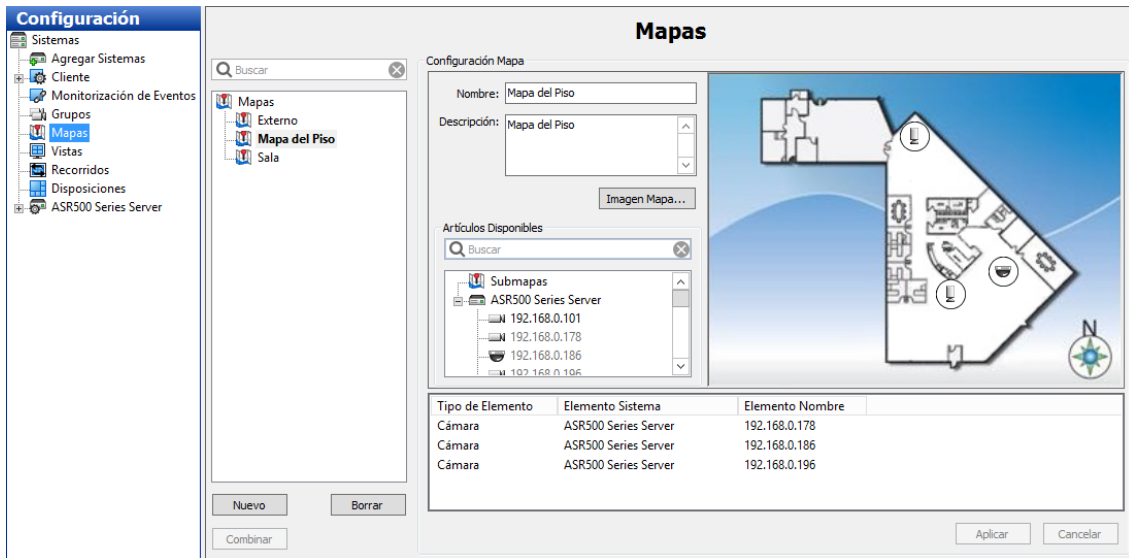 Configuración
Sistemas
Agregar Sistemas
Cliente
Monitorización de Eventos
Grupos
Mapas
Vistas
Recorridos
Disposiciones
ASR500 Series Server
Mapas
Buscar
Mapas
Externo
Mapa del Piso
Sala
Nuevo
Borrar
Combinar
Configuración Mapa
Nombre: Mapa del Piso
Descripción: Mapa del Piso
Imagen Mapa...
Artículos Disponibles
Buscar
Submapas
ASR500 Series Server
192.168.0.101
192.168.0.178
192.168.0.186
192.168.0.196
N
Tipo de Elemento Elemento Sistema Elemento Nombre
Cámara ASR500 Series Server 192.168.0.178
Cámara ASR500 Series Server 192.168.0.186
Cámara ASR500 Series Server 192.168.0.196
Aplicar
Cancelar